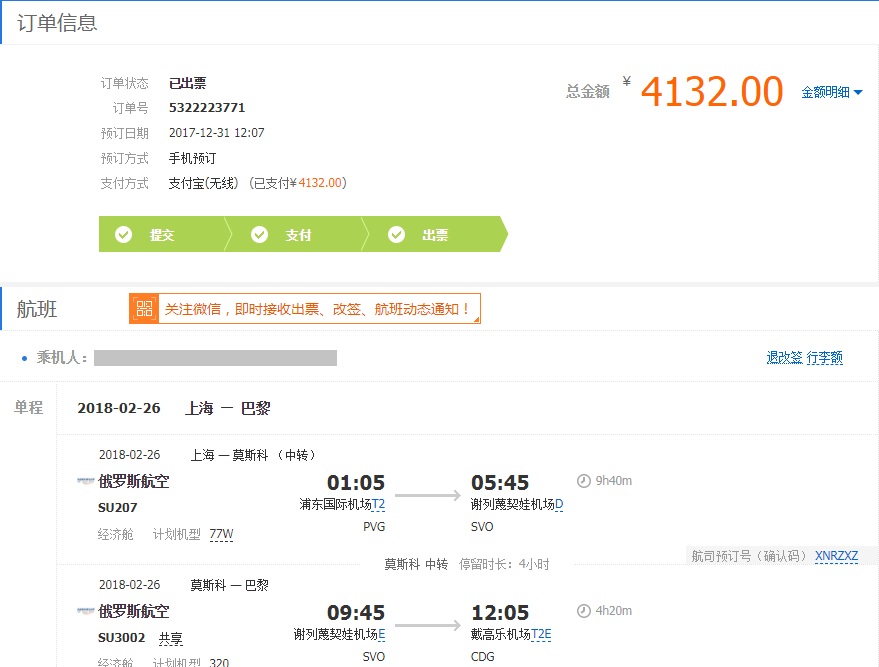 订单信息
订单状态 已出票
总金额 ¥ 4132.00 金额明细
订单号 5322223771
预订日期 2017-12-31 12:07
预订方式 手机预订
支付方式 支付宝(无线) (已支付¥4132.00)
提交 支付 出票
航班 关注微信，即时接收出票、改签、航班动态通知！
乘机人： 退改签 行李额
单程 2018-02-26 上海 — 巴黎
2018-02-26 上海 — 莫斯科 （中转）
俄罗斯航空 01:05 05:45 9h40m
SU207 浦东国际机场T2 谢列蔑契娃机场D
经济舱 计划机型 77W PVG SVO
莫斯科 中转 停留时长：4小时 航司预订号（确认码） XNRZXZ
2018-02-26 莫斯科 — 巴黎
俄罗斯航空 09:45 12:05 4h20m
SU3002 共享 谢列蔑契娃机场E 戴高乐机场T2E
经济舱 计划机型 320 SVO CDG